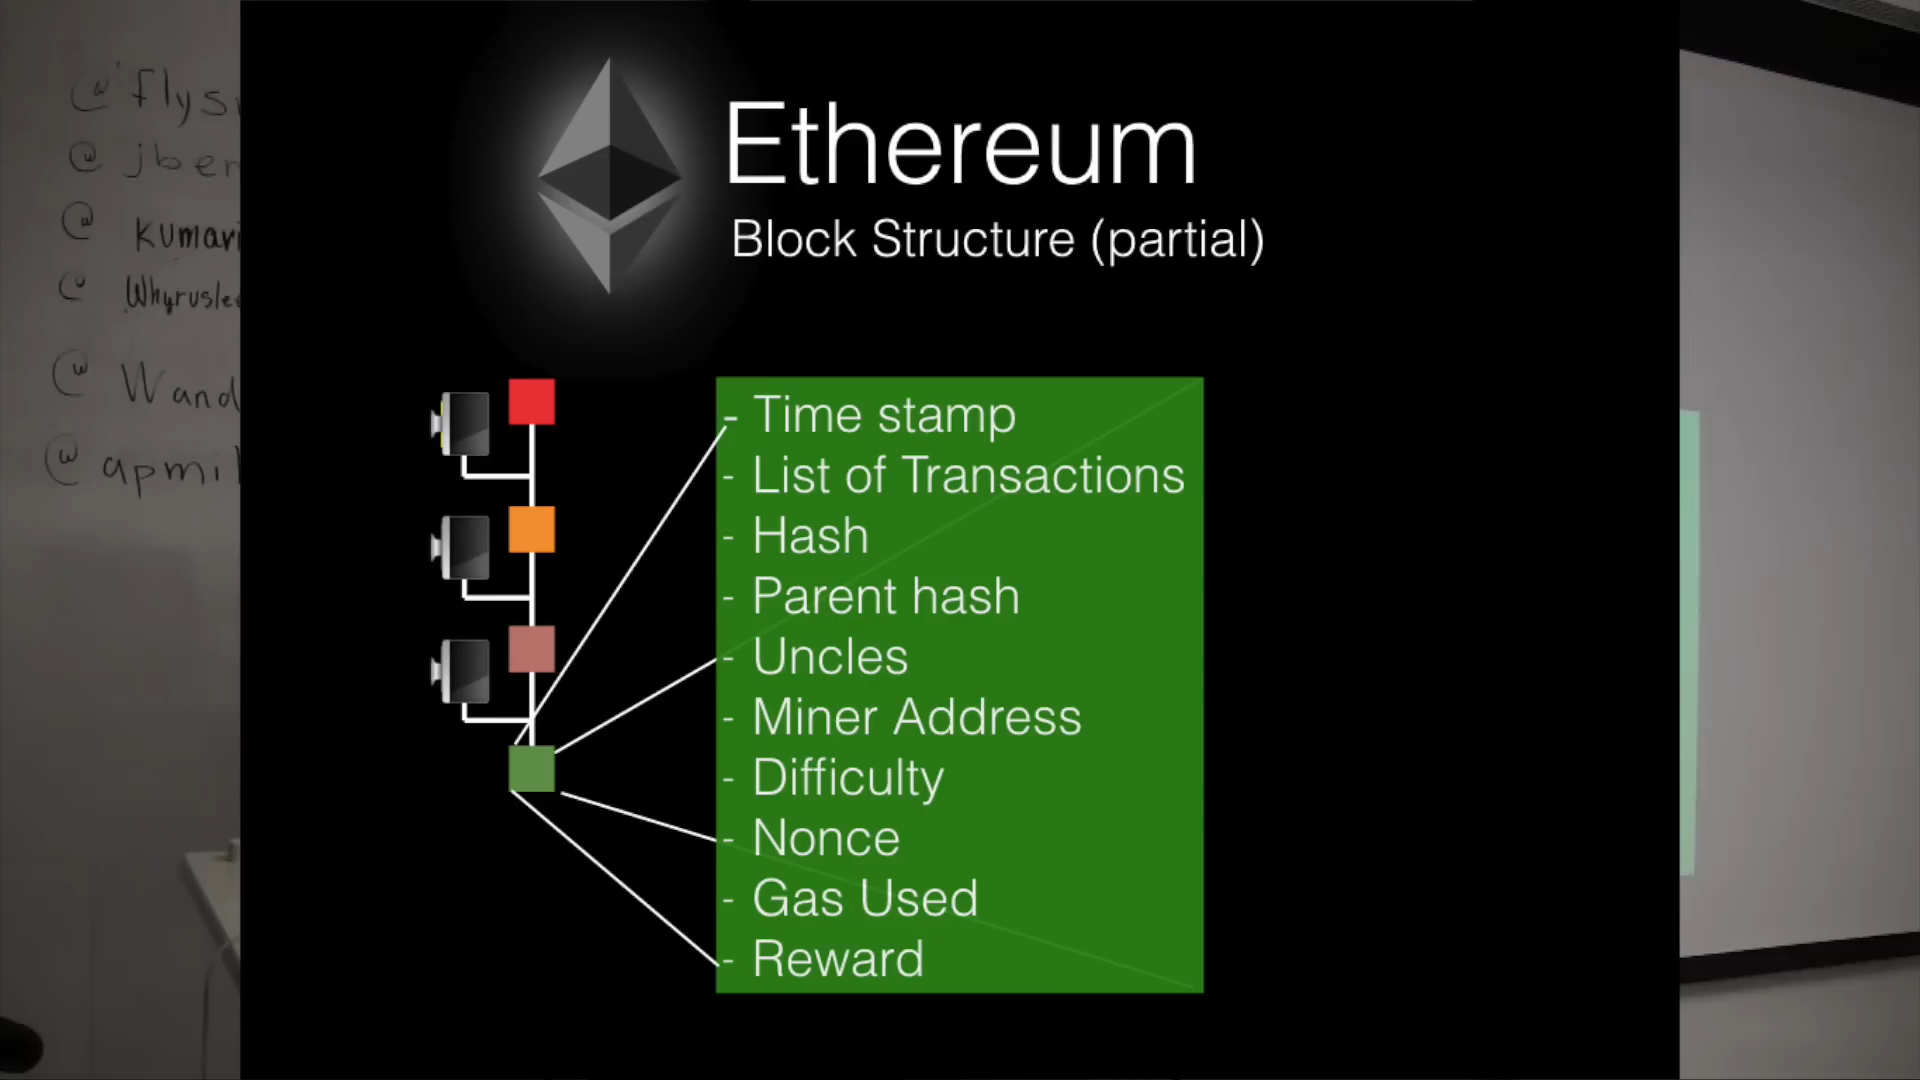 Ethereum
Block Structure (partial)
- Time stamp
- List of Transactions
- Hash
- Parent hash
- Uncles
- Miner Address
- Difficulty
- Nonce
- Gas Used
- Reward
@
@
@ kumari
@
@
@